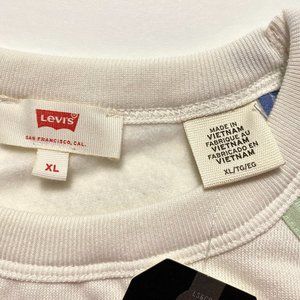 Levi's
SAN FRANCISCO, CAL.
XL
MADE IN
VIETNAM
FABRIQUÉ AU
VIETNAM
FABRICADO EN
VIETNAM
XL/TG/EG